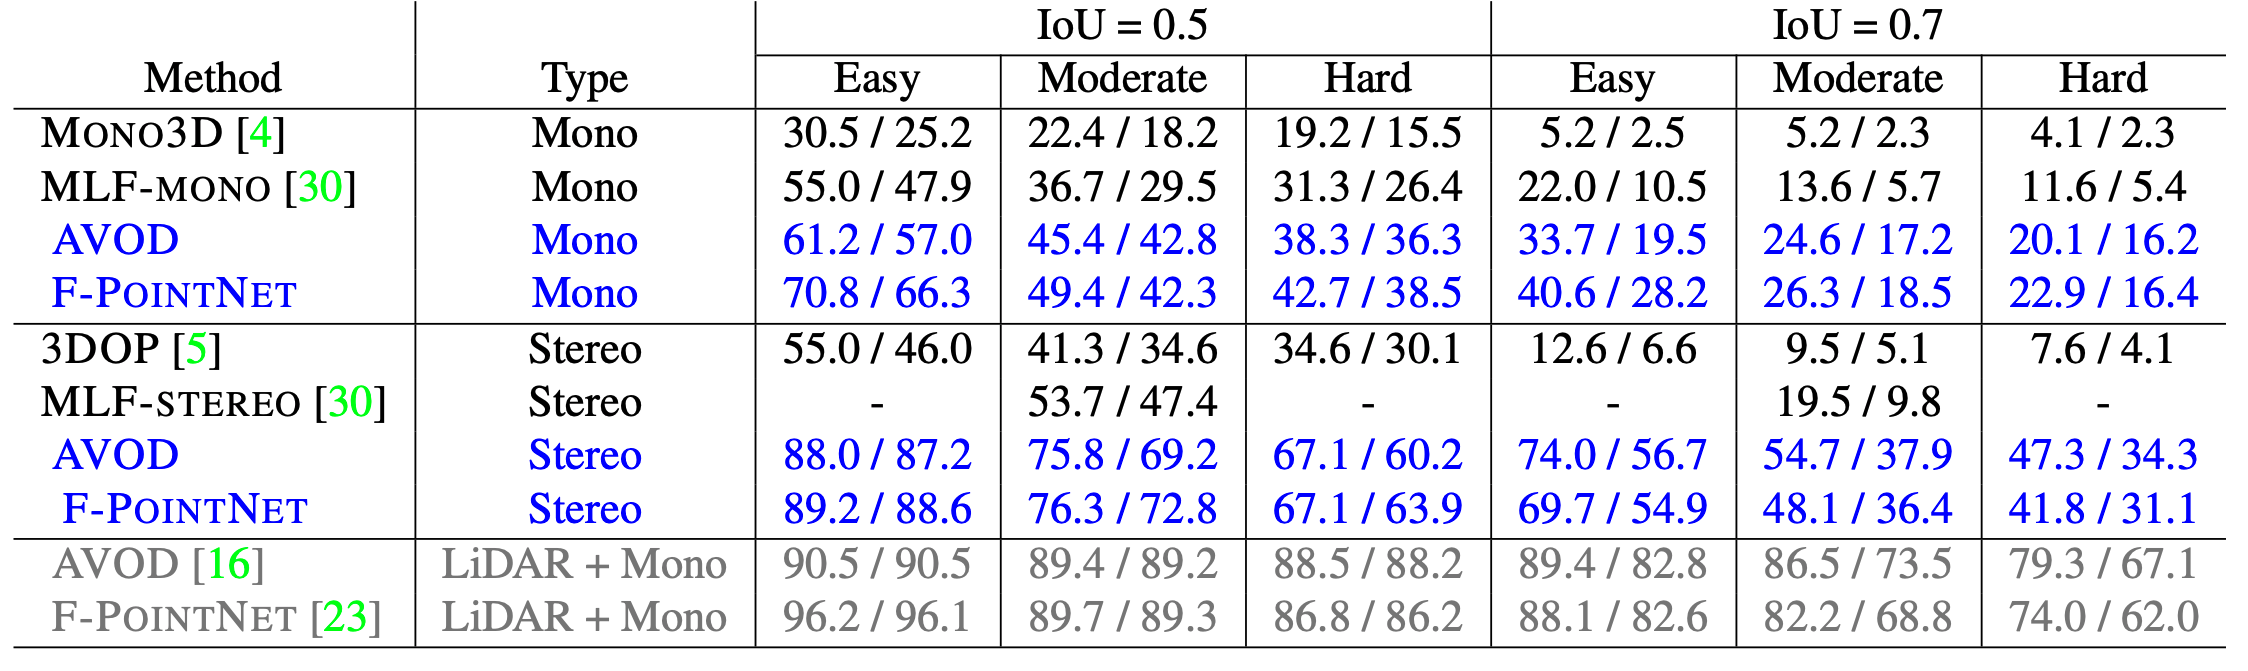 IoU = 0.5 IoU = 0.7
Method Type Easy Moderate Hard Easy Moderate Hard
MONO3D [4] Mono 30.5 / 25.2 22.4 / 18.2 19.2 / 15.5 5.2 / 2.5 5.2 / 2.3 4.1 / 2.3
MLF-MONO [30] Mono 55.0 / 47.9 36.7 / 29.5 31.3 / 26.4 22.0 / 10.5 13.6 / 5.7 11.6 / 5.4
AVOD Mono 61.2 / 57.0 45.4 / 42.8 38.3 / 36.3 33.7 / 19.5 24.6 / 17.2 20.1 / 16.2
F-POINTNET Mono 70.8 / 66.3 49.4 / 42.3 42.7 / 38.5 40.6 / 28.2 26.3 / 18.5 22.9 / 16.4
3DOP [5] Stereo 55.0 / 46.0 41.3 / 34.6 34.6 / 30.1 12.6 / 6.6 9.5 / 5.1 7.6 / 4.1
MLF-STEREO [30] Stereo - 53.7 / 47.4 - - 19.5 / 9.8 -
AVOD Stereo 88.0 / 87.2 75.8 / 69.2 67.1 / 60.2 74.0 / 56.7 54.7 / 37.9 47.3 / 34.3
F-POINTNET Stereo 89.2 / 88.6 76.3 / 72.8 67.1 / 63.9 69.7 / 54.9 48.1 / 36.4 41.8 / 31.1
AVOD [16] LiDAR + Mono 90.5 / 90.5 89.4 / 89.2 88.5 / 88.2 89.4 / 82.8 86.5 / 73.5 79.3 / 67.1
F-POINTNET [23] LiDAR + Mono 96.2 / 96.1 89.7 / 89.3 86.8 / 86.2 88.1 / 82.6 82.2 / 68.8 74.0 / 62.0